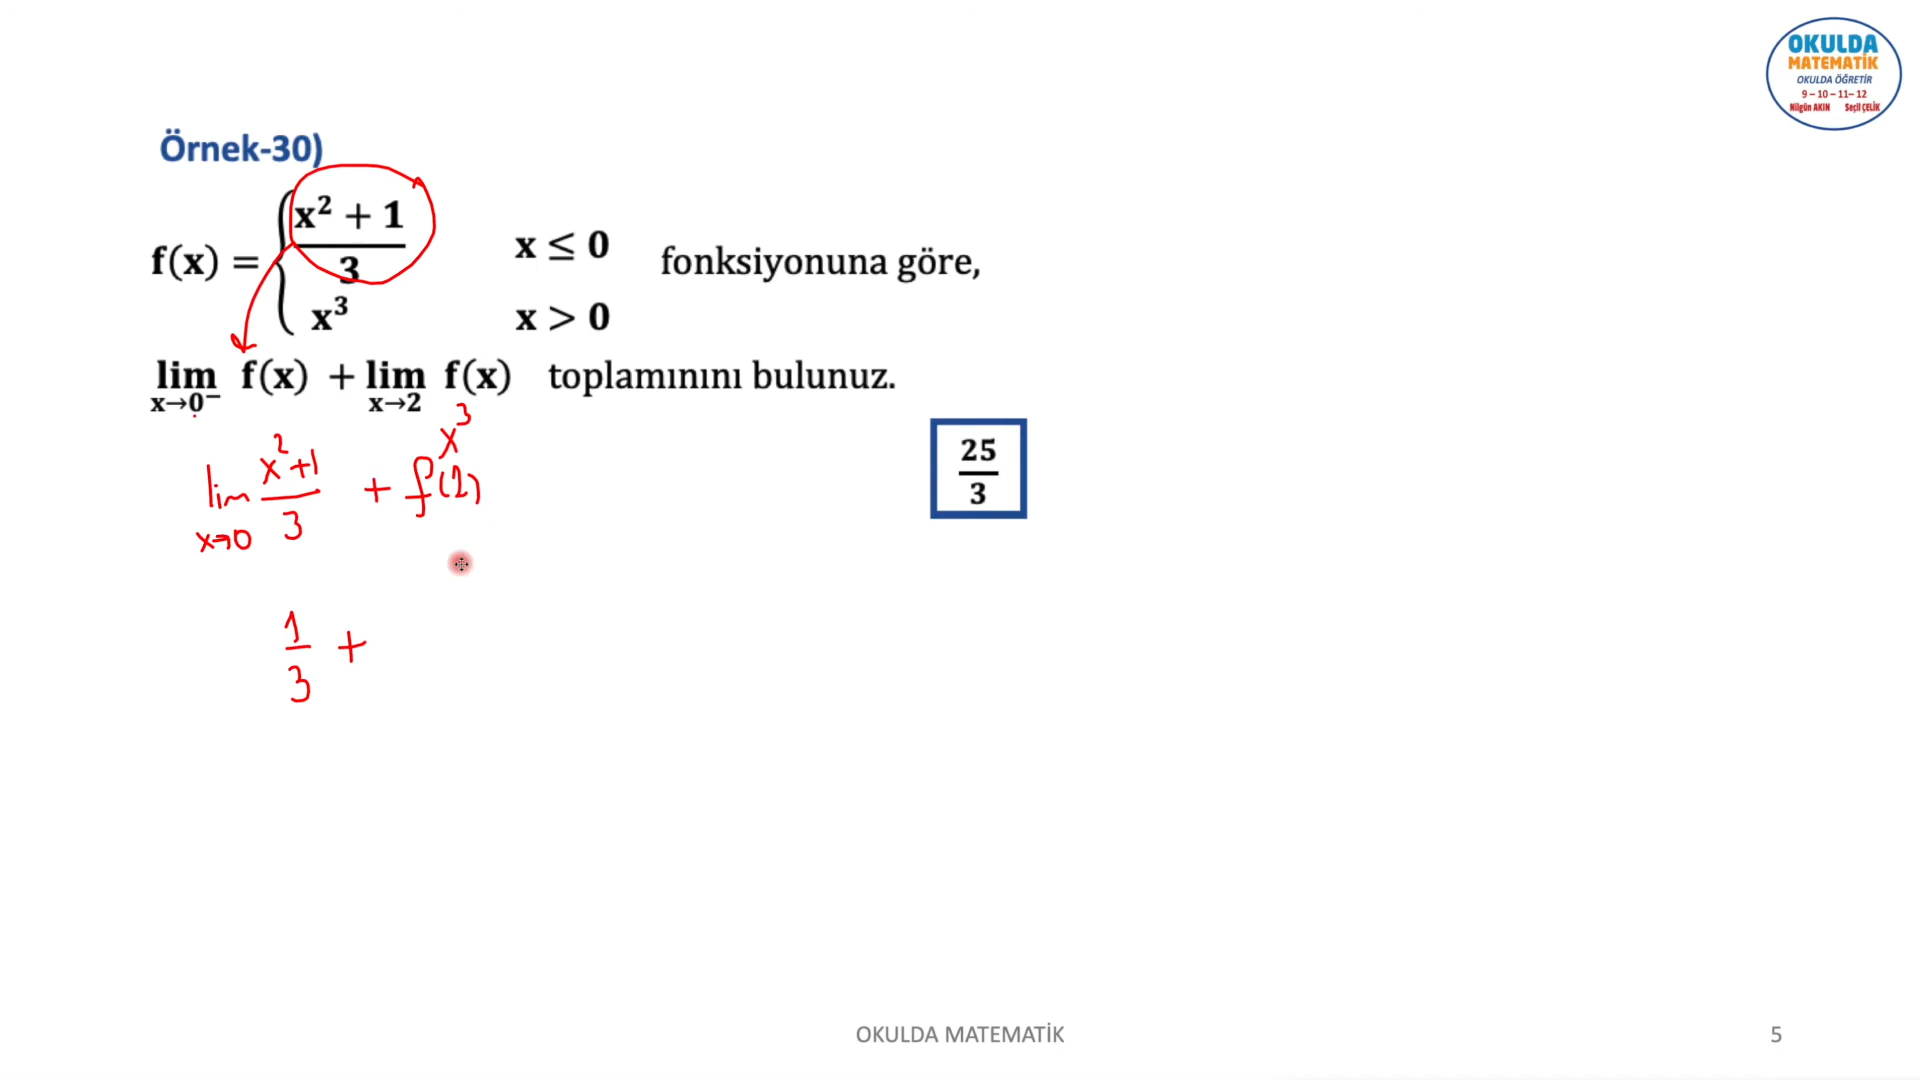 OKULDA
MATEMATİK
OKULDA ÖĞRETİR
9 – 10 – 11– 12
Nilgün AKIN Seçil ÇELİK
Örnek-30)
f(x) = { x² + 1 / 3 x ≤ 0 fonksiyonuna göre,
x³ x > 0
lim x→0⁻ f(x) + lim x→2 f(x) toplamınını bulunuz.
x³
lim x→0 x²+1 / 3 + f(2)
25 / 3
1 / 3 +
OKULDA MATEMATİK 5